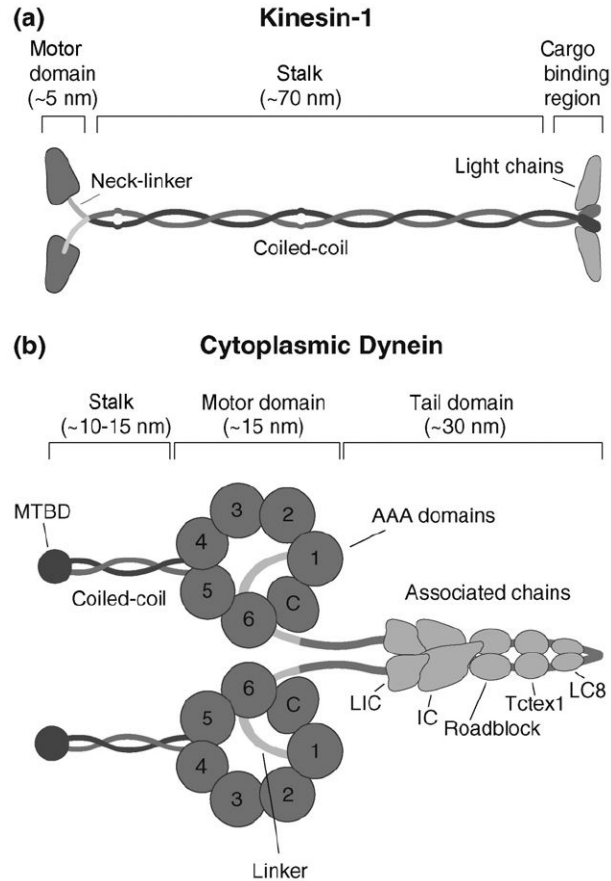 (a) Kinesin-1
Motor domain (~5 nm)
Stalk (~70 nm)
Cargo binding region
Neck-linker
Light chains
Coiled-coil
(b) Cytoplasmic Dynein
Stalk (~10-15 nm)
Motor domain (~15 nm)
Tail domain (~30 nm)
MTBD
3
2
AAA domains
4
1
Coiled-coil
5
C
Associated chains
6
6
LIC
IC
Roadblock
Tctex1
LC8
5
C
4
1
3
2
Linker